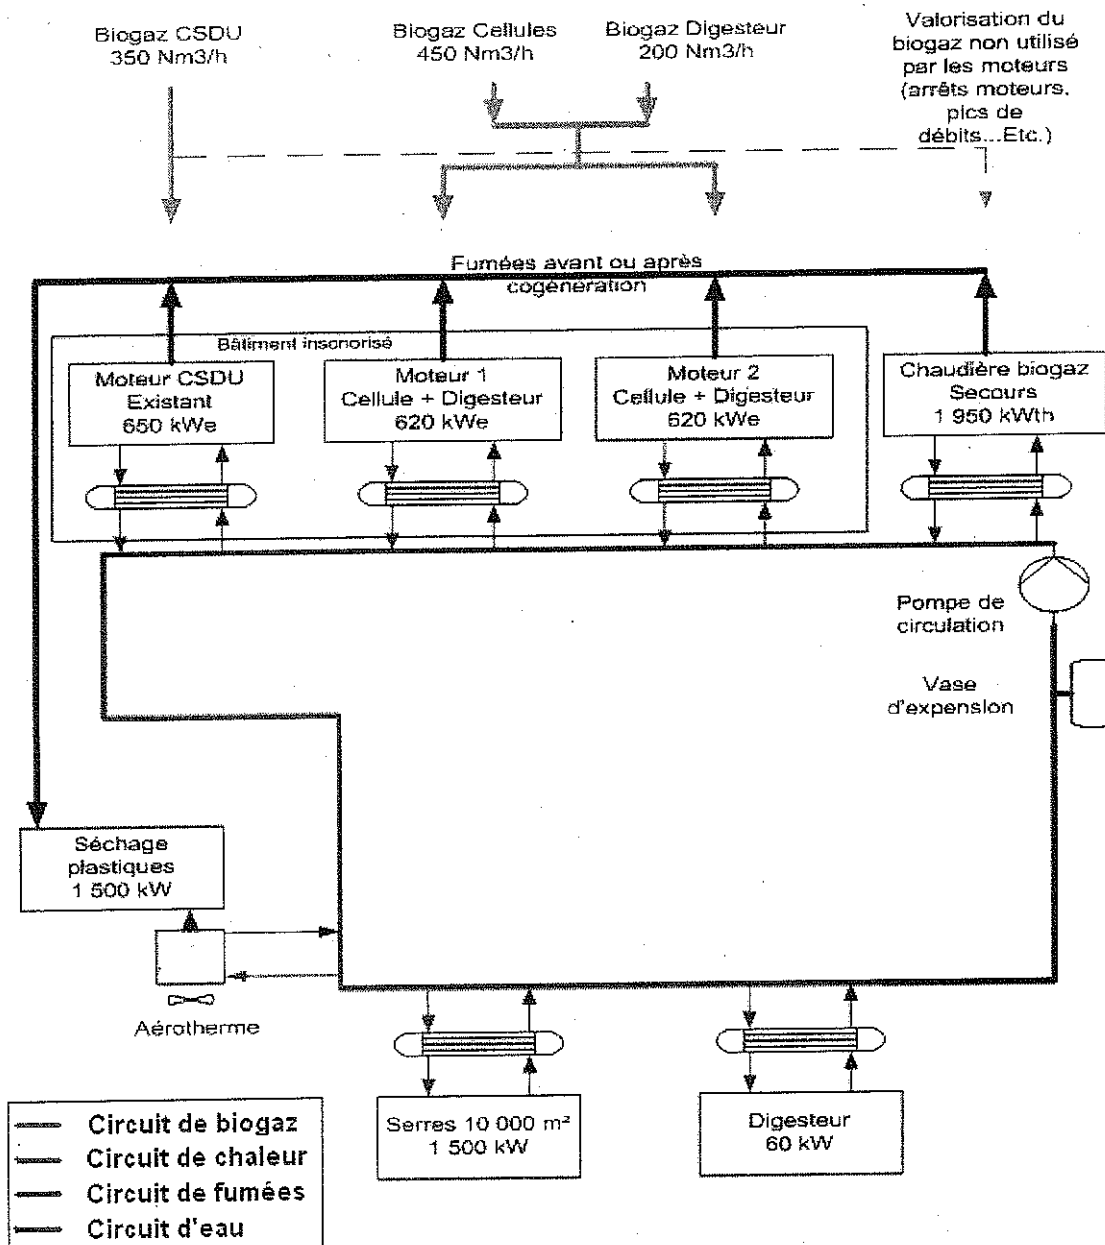 Biogaz CSDU
350 Nm3/h
Biogaz Cellules
450 Nm3/h
Biogaz Digesteur
200 Nm3/h
Valorisation du
biogaz non utilisé
par les moteurs
(arrêts moteurs,
pics de
débits...Etc.)
Fumées avant ou après
cogénération
Bâtiment insonorisé
Moteur CSDU
Existant
650 kWe
Moteur 1
Cellule + Digesteur
620 kWe
Moteur 2
Cellule + Digesteur
620 kWe
Chaudière biogaz
Secours
1 950 kWth
Pompe de
circulation
Vase
d'expension
Séchage
plastiques
1 500 kW
Aérotherme
Serres 10 000 m²
1 500 kW
Digesteur
60 kW
Circuit de biogaz
Circuit de chaleur
Circuit de fumées
Circuit d'eau